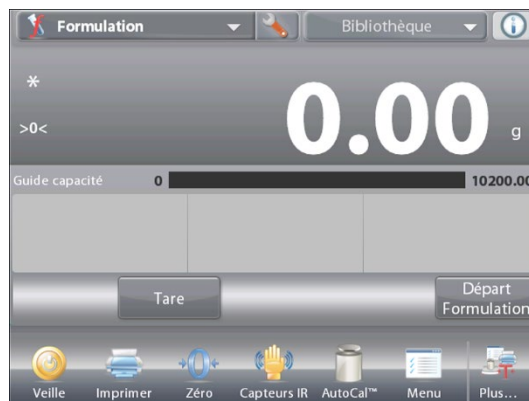 Formulation
Bibliothèque
*
>0<
0.00 g
Guide capacité 0 10200.00
Tare
Départ
Formulation
Veille Imprimer Zéro Capteurs IR AutoCal™ Menu Plus...